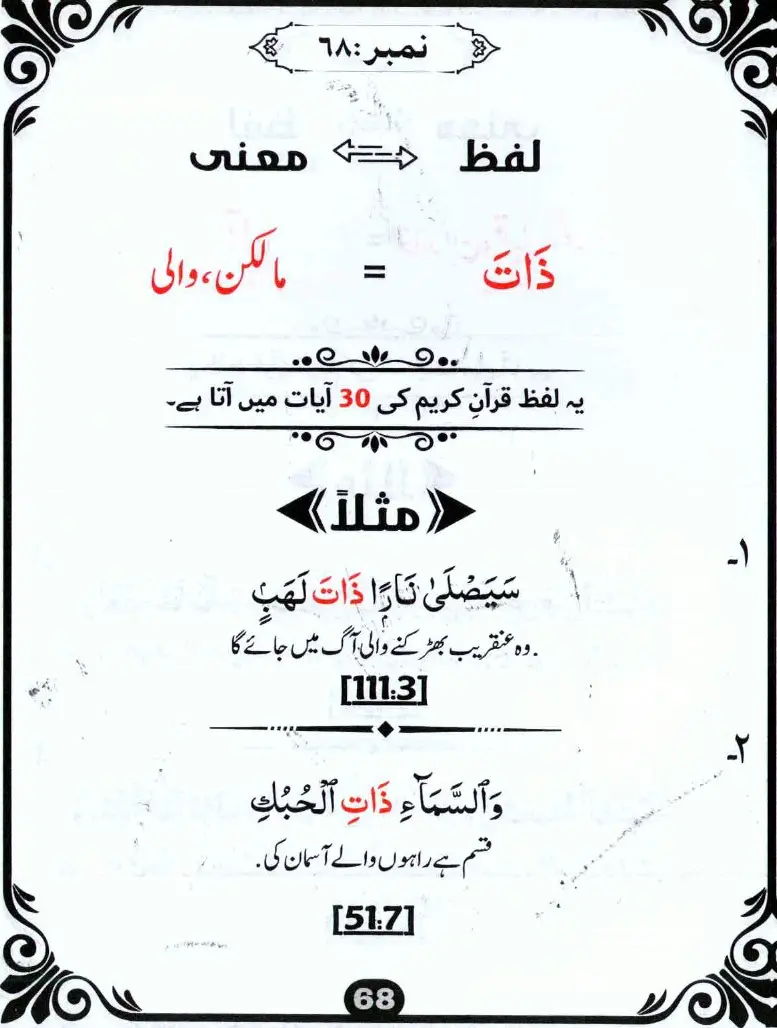 نمبر:٦٨
لفظ معنی
ذَاتَ = مالکن، والی
یہ لفظ قرآنِ کریم کی 30 آیات میں آتا ہے۔
مثلاً
١۔
سَيَصْلَىٰ نَارًا ذَاتَ لَهَبٍ
وہ عنقریب بھڑکنے والی آگ میں جائے گا.
[111:3]
٢۔
وَٱلسَّمَآءِ ذَاتِ ٱلْحُبُكِ
قسم ہے راہوں والے آسمان کی.
[51:7]
68